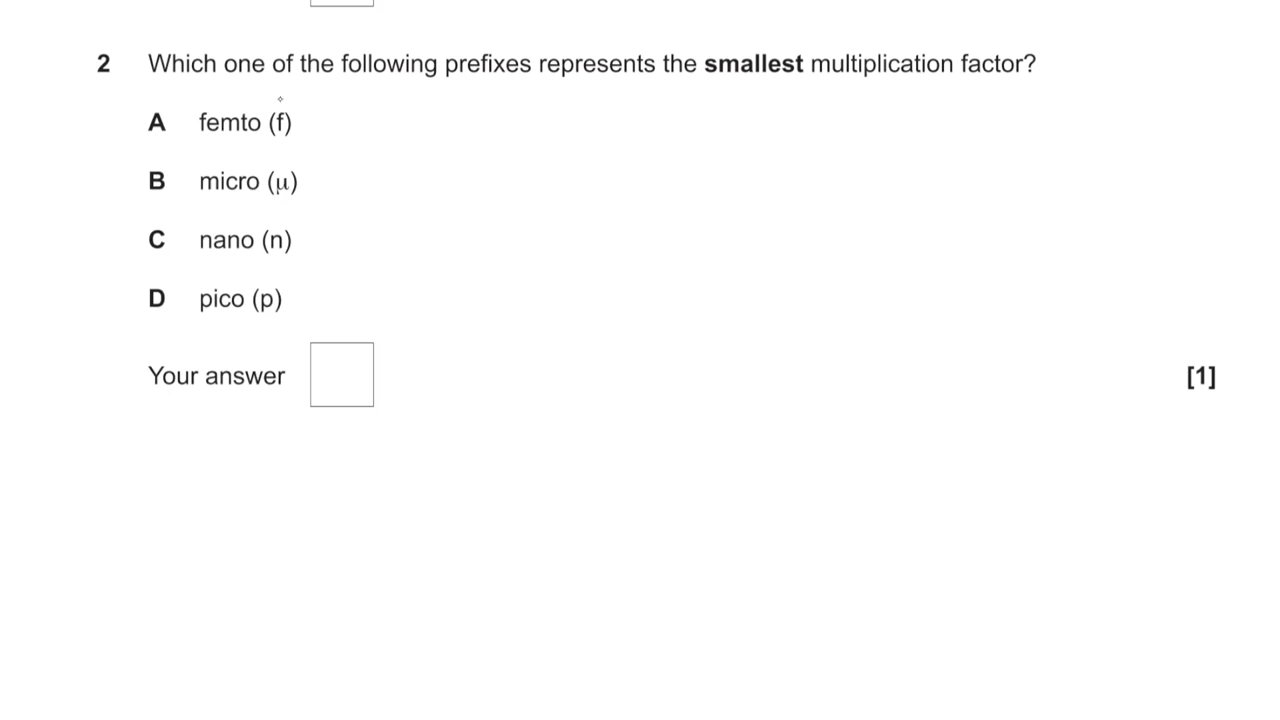 2 Which one of the following prefixes represents the smallest multiplication factor?
A femto (f)
B micro (μ)
C nano (n)
D pico (p)
Your answer [1]